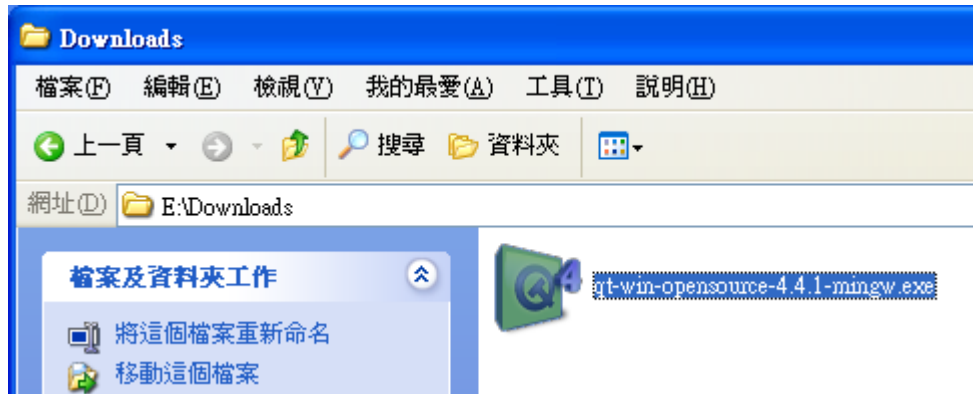 Downloads
檔案(F) 編輯(E) 檢視(V) 我的最愛(A) 工具(T) 說明(H)
上一頁 搜尋 資料夾
網址(D) E:\Downloads
檔案及資料夾工作
4 qt-win-opensource-4.4.1-mingw.exe
將這個檔案重新命名
移動這個檔案